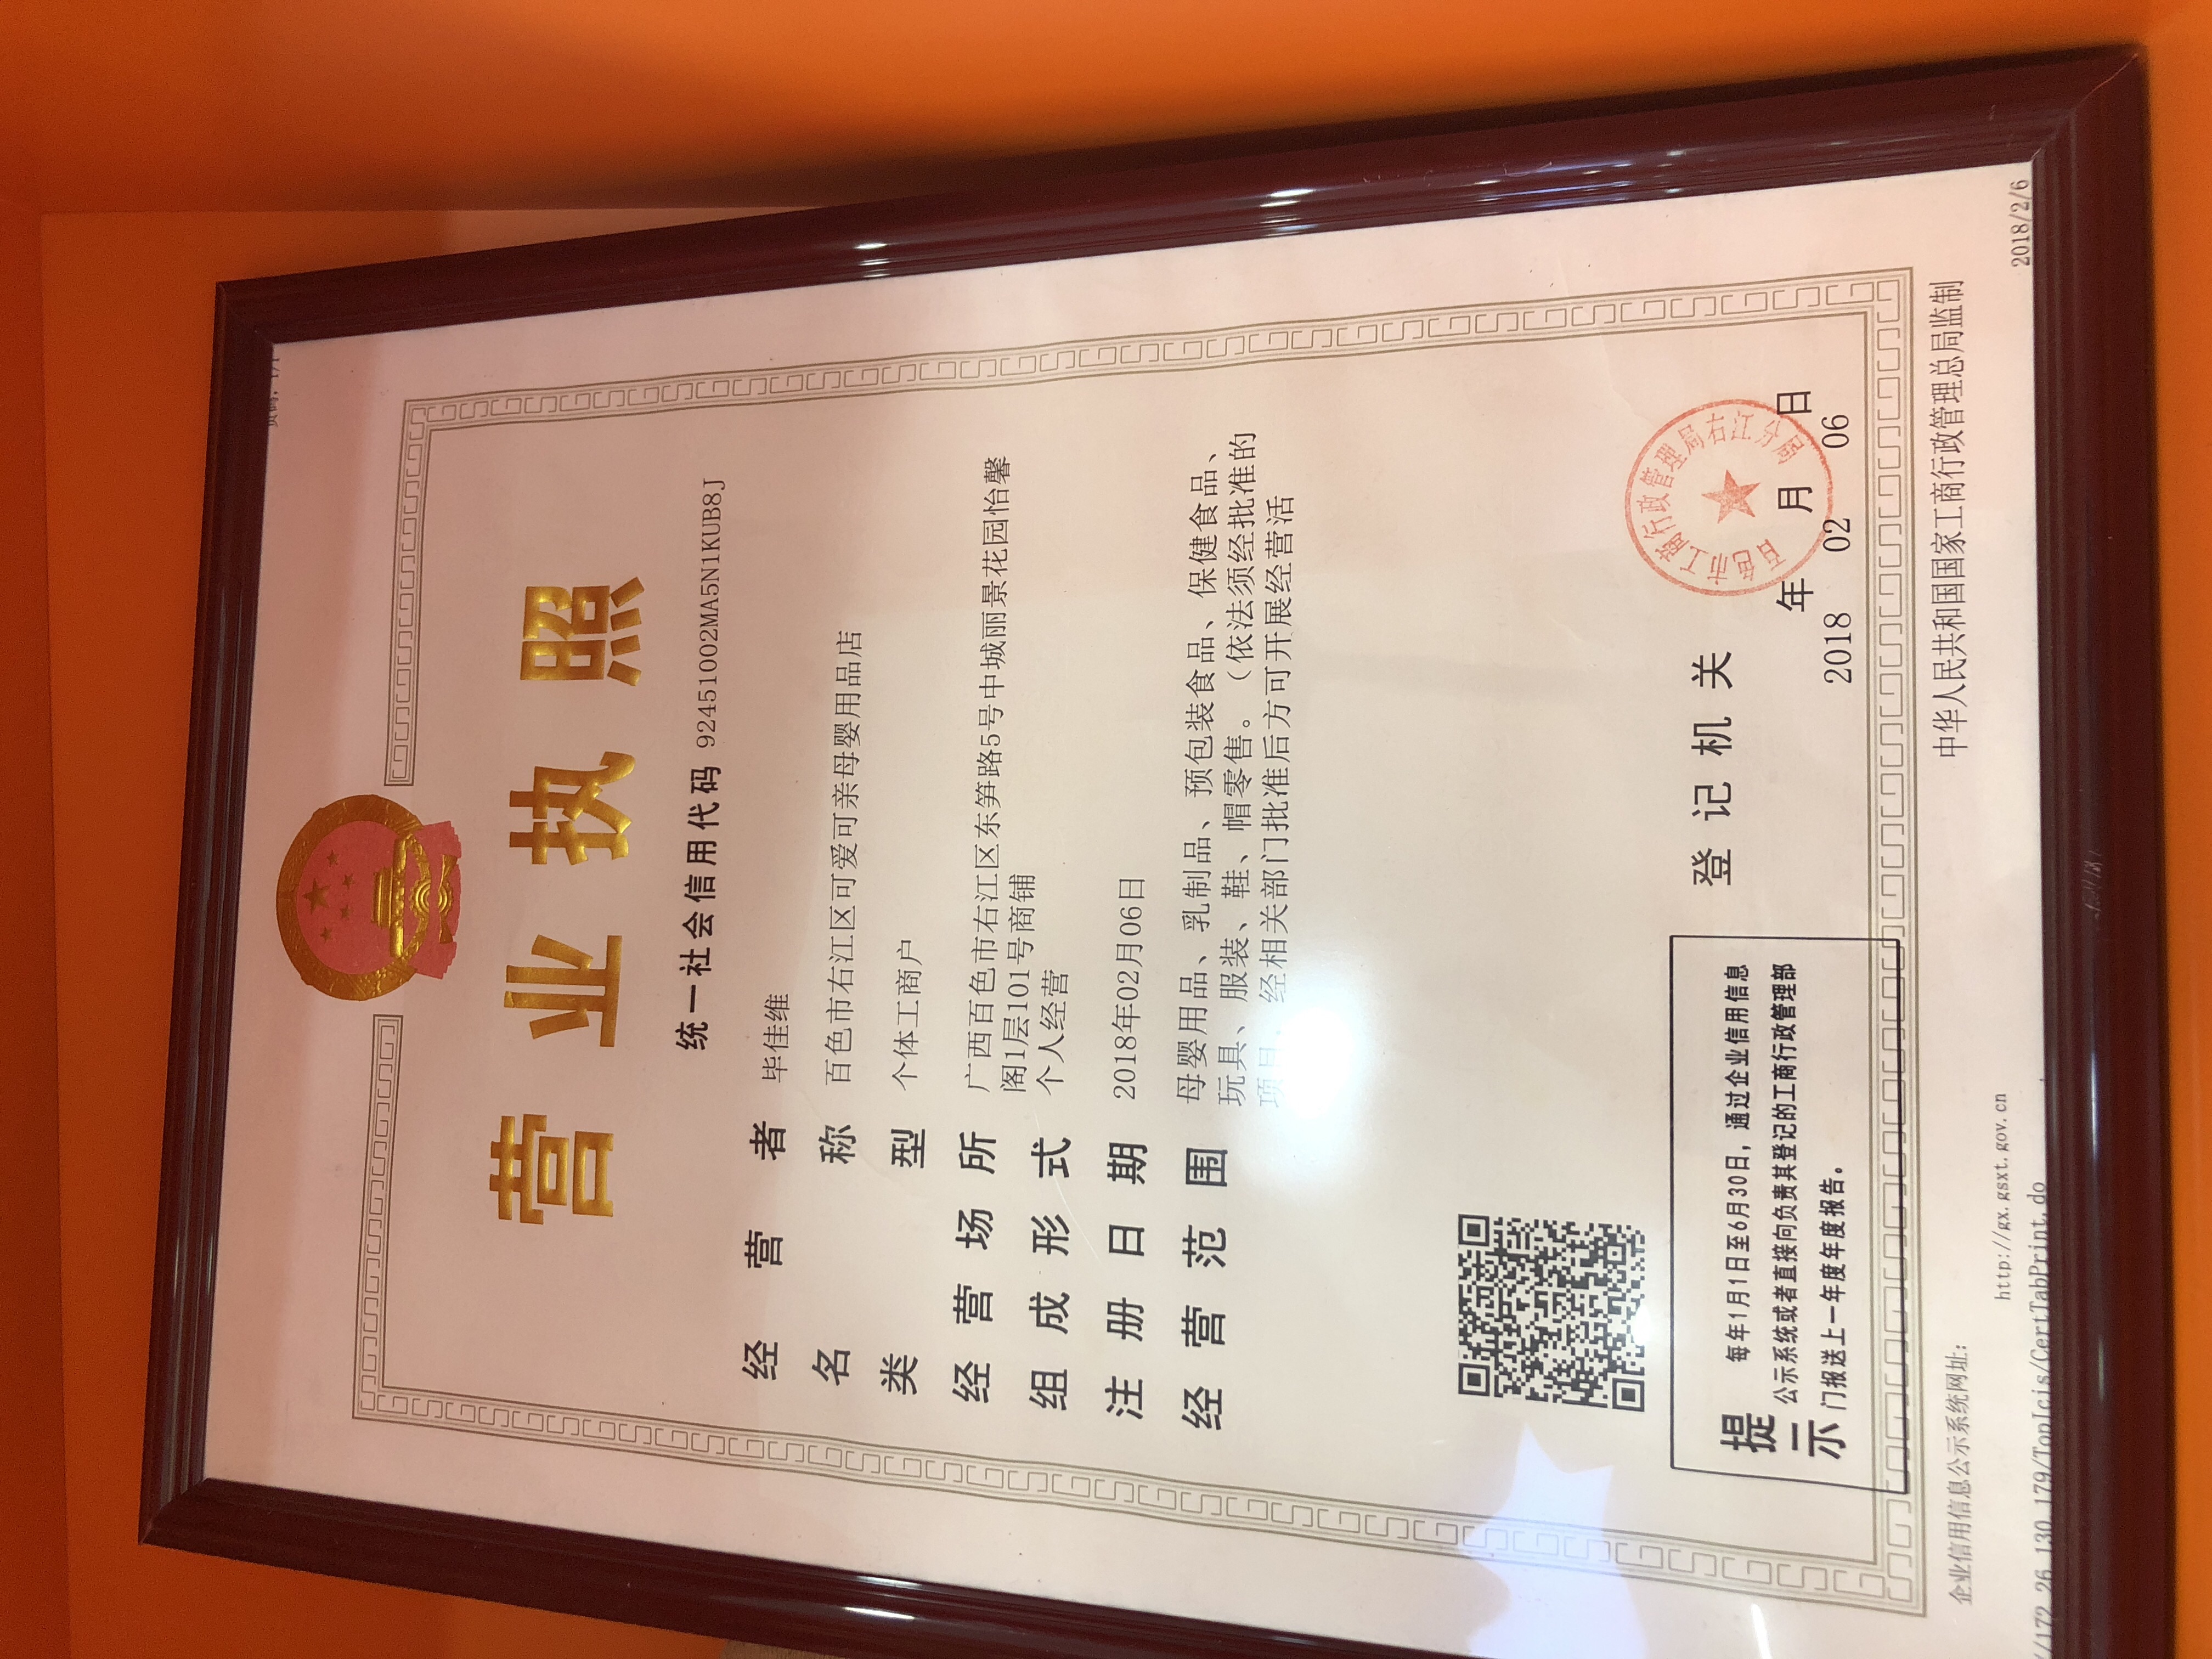 营业执照
统一社会信用代码 92451002MA5N1KUB8J
经营者 毕佳维
名称 百色市右江区可爱可亲母婴用品店
类型 个体工商户
经营场所 广西百色市右江区东笋路5号中城丽景花园怡馨
阁1层101号商铺
组成形式 个人经营
注册日期 2018年02月06日
经营范围 母婴用品、乳制品、预包装食品、保健食品、
玩具、服装、鞋、帽零售。（依法须经批准的
项目，经相关部门批准后方可开展经营活
提示
每年1月1日至6月30日，通过企业信用信息
公示系统或者直接向负责其登记的工商行政管理部
门报送上一年度年度报告。
登记机关
百色市工商行政管理局右江分局
年 月 日
2018 02 06
企业信用信息公示系统网址：
http://gx.gsxt.gov.cn
中华人民共和国国家工商行政管理总局监制
//172.26.130.179/TopIcis/CertTabPrint.do
2018/2/6